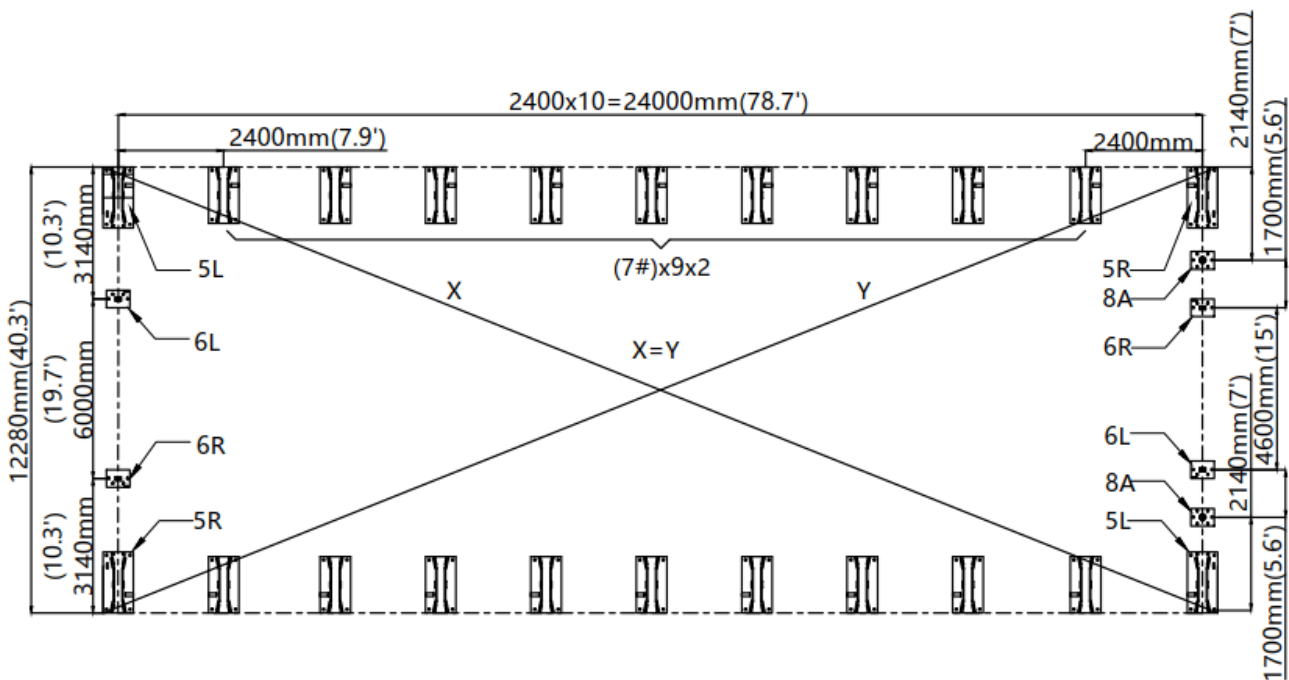 2400x10=24000mm(78.7')
2400mm(7.9')
2400mm
2140mm(7')
1700mm(5.6')
(10.3')
3140mm
5L
(7#)x9x2
5R
8A
6L
X
Y
6R
X=Y
12280mm(40.3')
(19.7')
6000mm
4600mm(15')
6R
6L
2140mm(7')
8A
(10.3')
3140mm
5R
5L
1700mm(5.6')